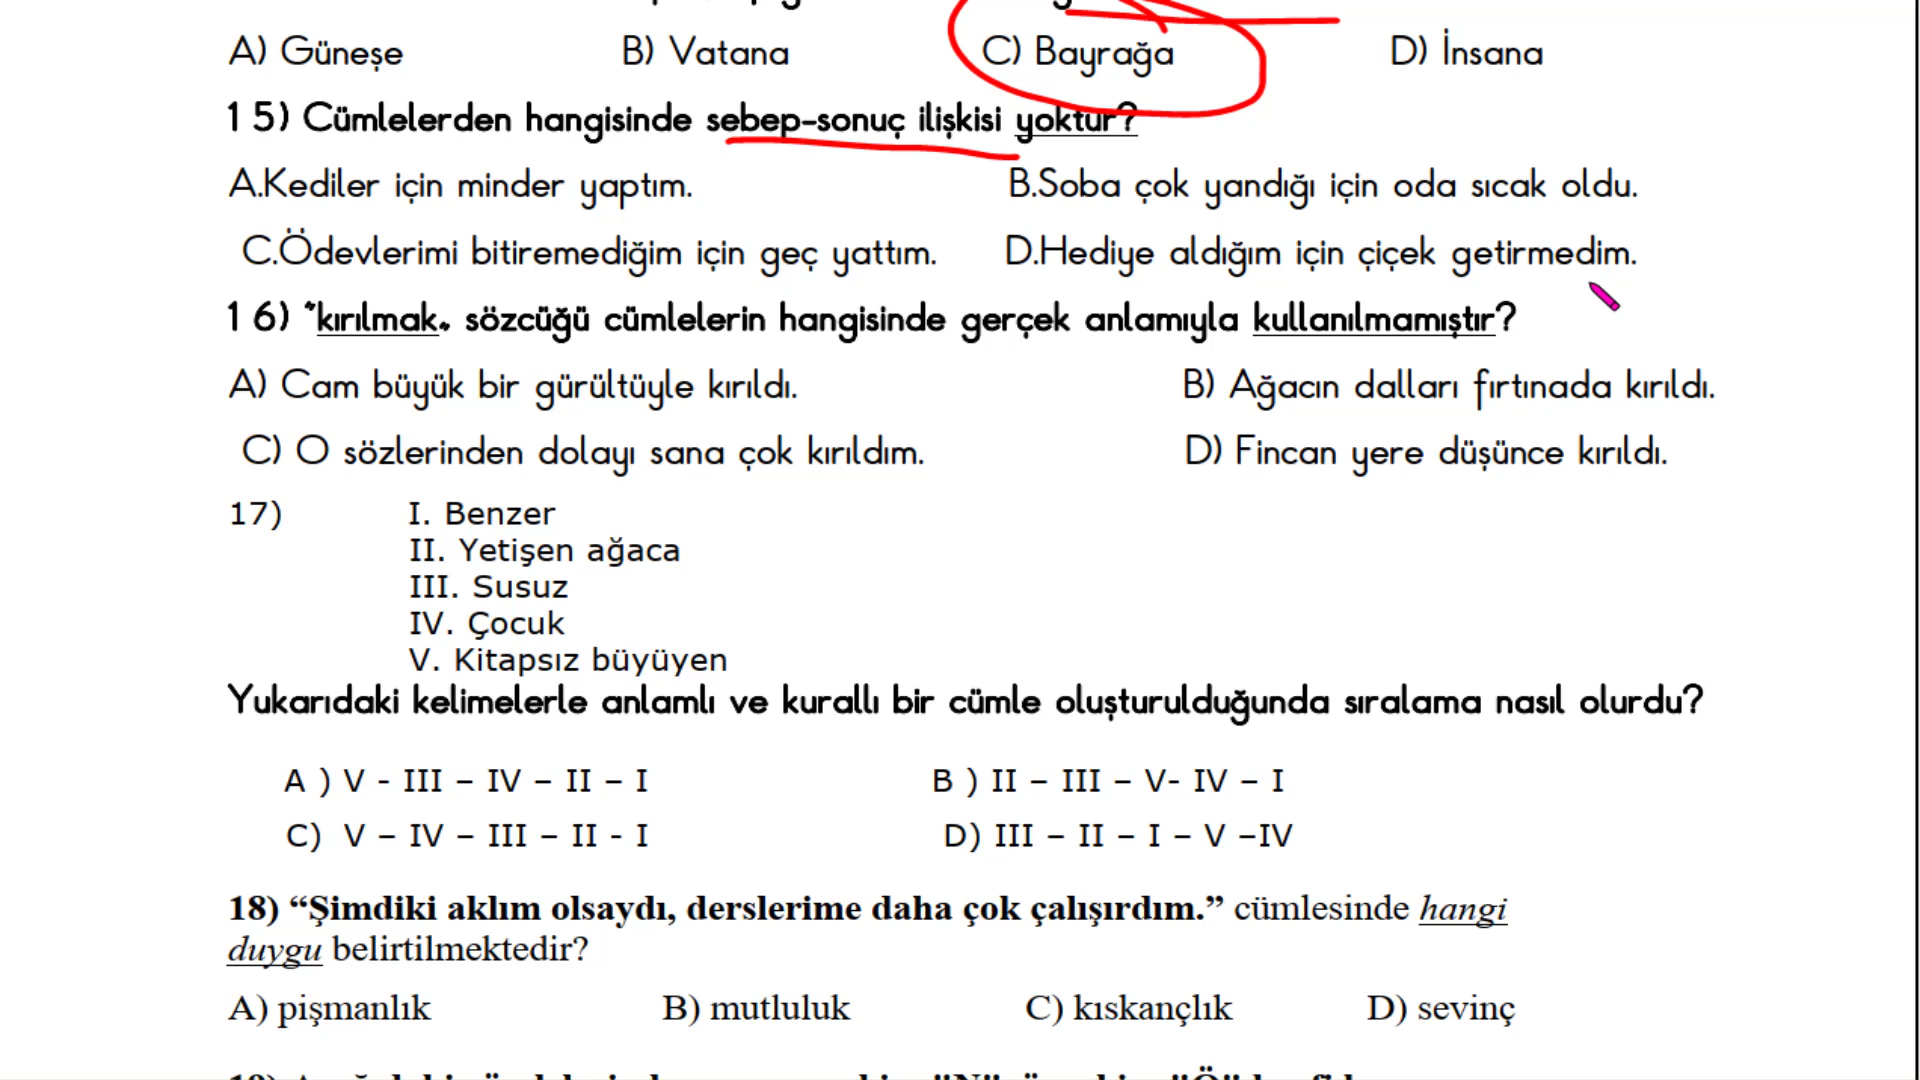 A) Güneşe B) Vatana C) Bayrağa D) İnsana
15) Cümlelerden hangisinde sebep-sonuç ilişkisi yoktur?
A.Kediler için minder yaptım. B.Soba çok yandığı için oda sıcak oldu.
C.Ödevlerimi bitiremediğim için geç yattım. D.Hediye aldığım için çiçek getirmedim.
16) "kırılmak" sözcüğü cümlelerin hangisinde gerçek anlamıyla kullanılmamıştır?
A) Cam büyük bir gürültüyle kırıldı. B) Ağacın dalları fırtınada kırıldı.
C) O sözlerinden dolayı sana çok kırıldım. D) Fincan yere düşünce kırıldı.
17) I. Benzer
II. Yetişen ağaca
III. Susuz
IV. Çocuk
V. Kitapsız büyüyen
Yukarıdaki kelimelerle anlamlı ve kurallı bir cümle oluşturulduğunda sıralama nasıl olurdu?
A ) V - III – IV – II – I B ) II – III – V- IV – I
C) V – IV – III – II - I D) III – II – I – V –IV
18) “Şimdiki aklım olsaydı, derslerime daha çok çalışırdım.” cümlesinde hangi
duygu belirtilmektedir?
A) pişmanlık B) mutluluk C) kıskançlık D) sevinç